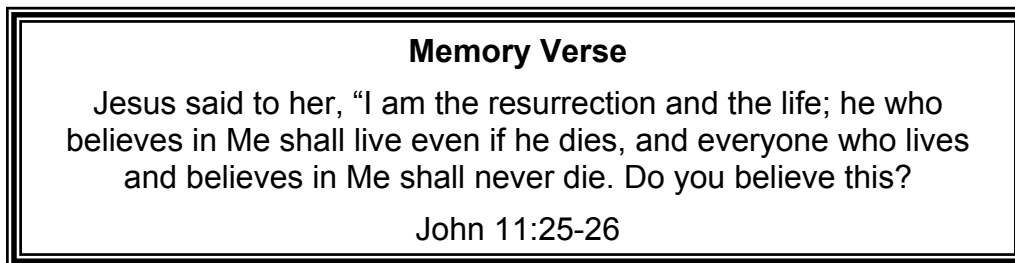 Memory Verse
Jesus said to her, “I am the resurrection and the life; he who
believes in Me shall live even if he dies, and everyone who lives
and believes in Me shall never die. Do you believe this?
John 11:25-26